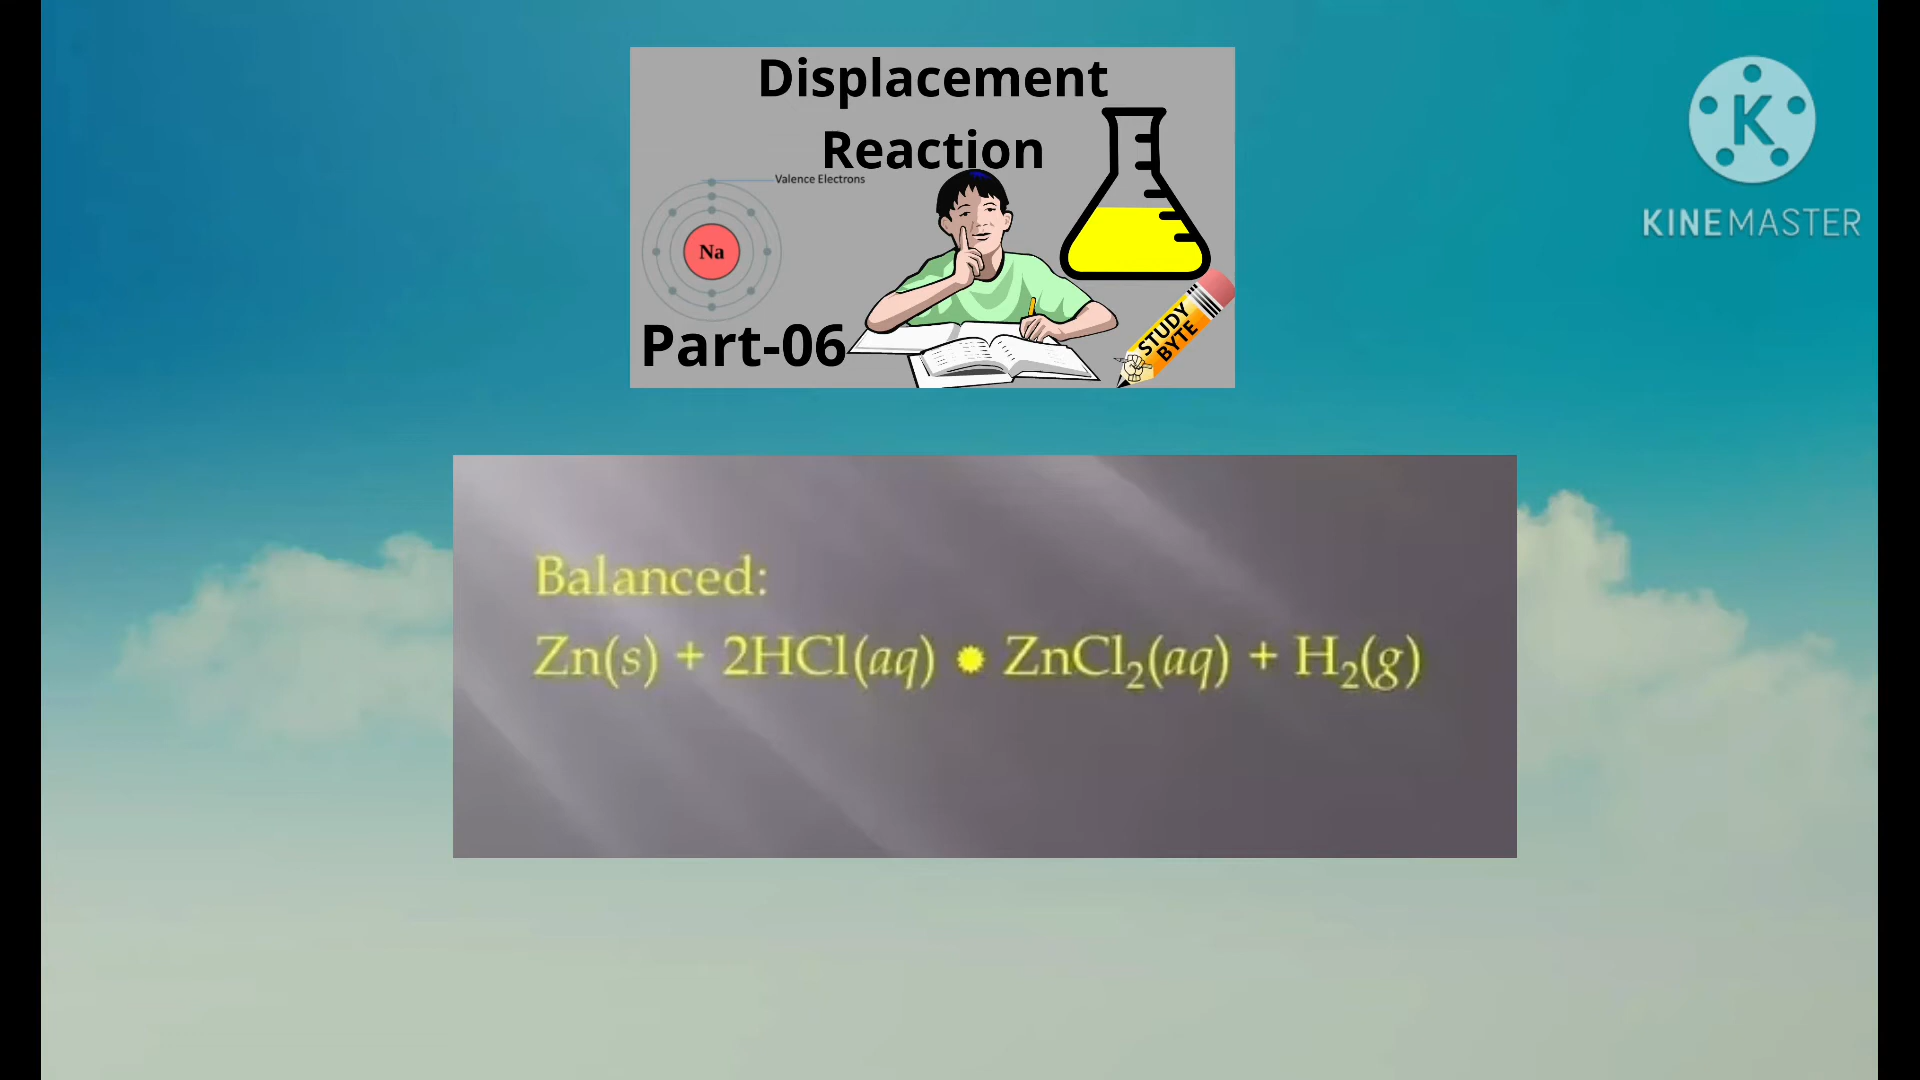 Displacement
Reaction
Valence Electrons
Na
Part-06
STUDY
BYTE
K
KINEMASTER
Balanced:
Zn(s) + 2HCl(aq) ● ZnCl₂(aq) + H₂(g)